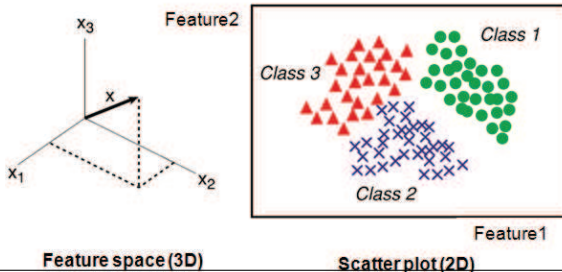 x3
Feature2
x
x1
x2
Feature space (3D)
Class 1
Class 3
Class 2
Feature1
Scatter plot (2D)